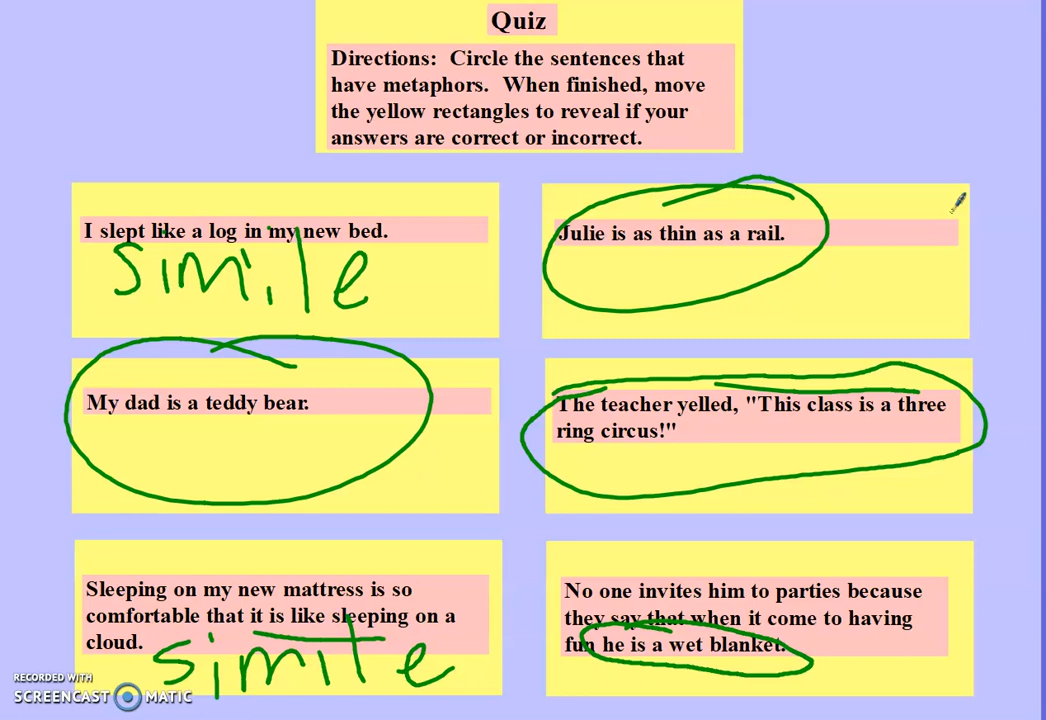 Quiz
Directions: Circle the sentences that
have metaphors. When finished, move
the yellow rectangles to reveal if your
answers are correct or incorrect.
I slept like a log in my new bed.
simile
Julie is as thin as a rail.
My dad is a teddy bear.
The teacher yelled, "This class is a three
ring circus!"
Sleeping on my new mattress is so
comfortable that it is like sleeping on a
cloud.
simile
No one invites him to parties because
they say that when it come to having
fun he is a wet blanket.
RECORDED WITH
SCREENCAST MATIC